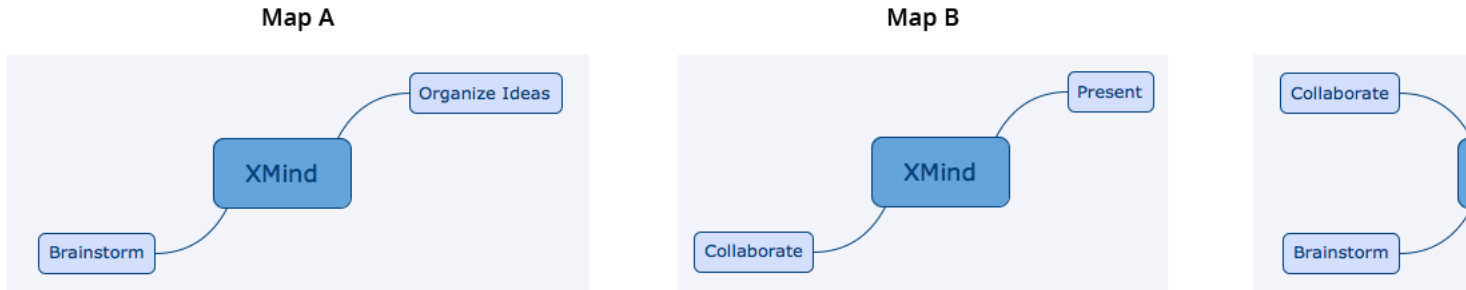 Map A
Map B
Organize Ideas
XMind
Brainstorm
Present
XMind
Collaborate
Collaborate
Brainstorm